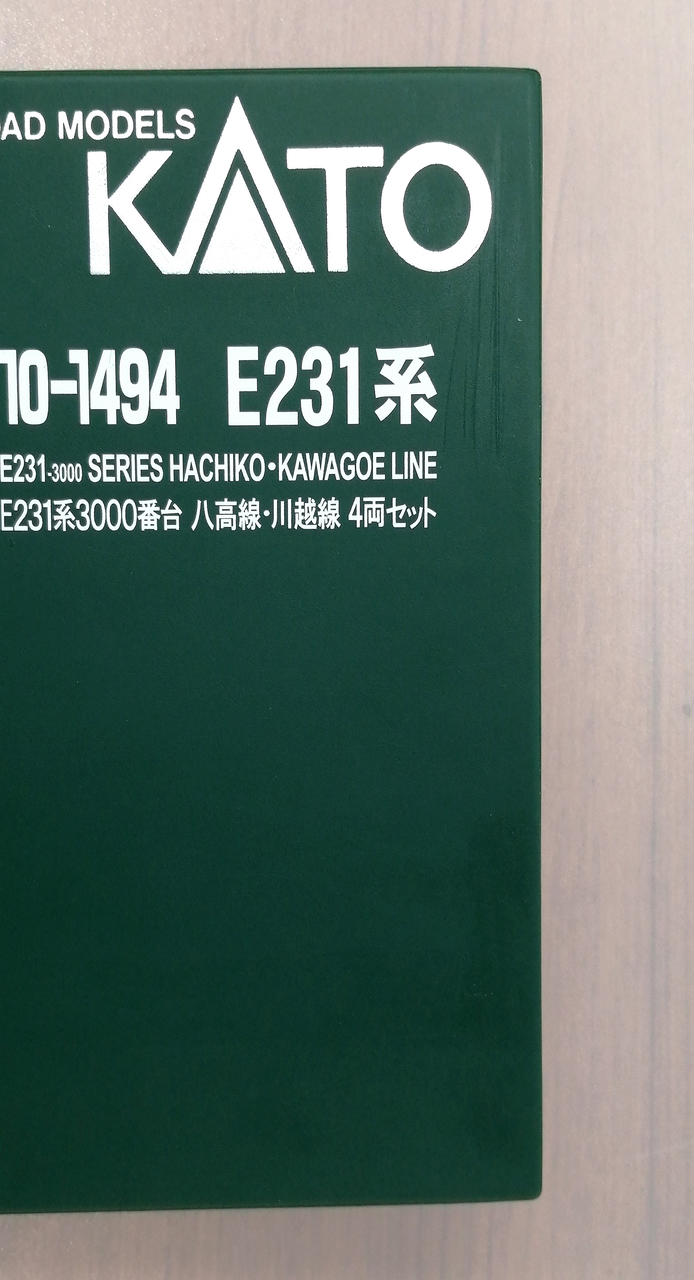 OAD MODELS
KATO
10-1494 E231系
E231-3000 SERIES HACHIKO・KAWAGOE LINE
E231系3000番台 八高線・川越線 4両セット